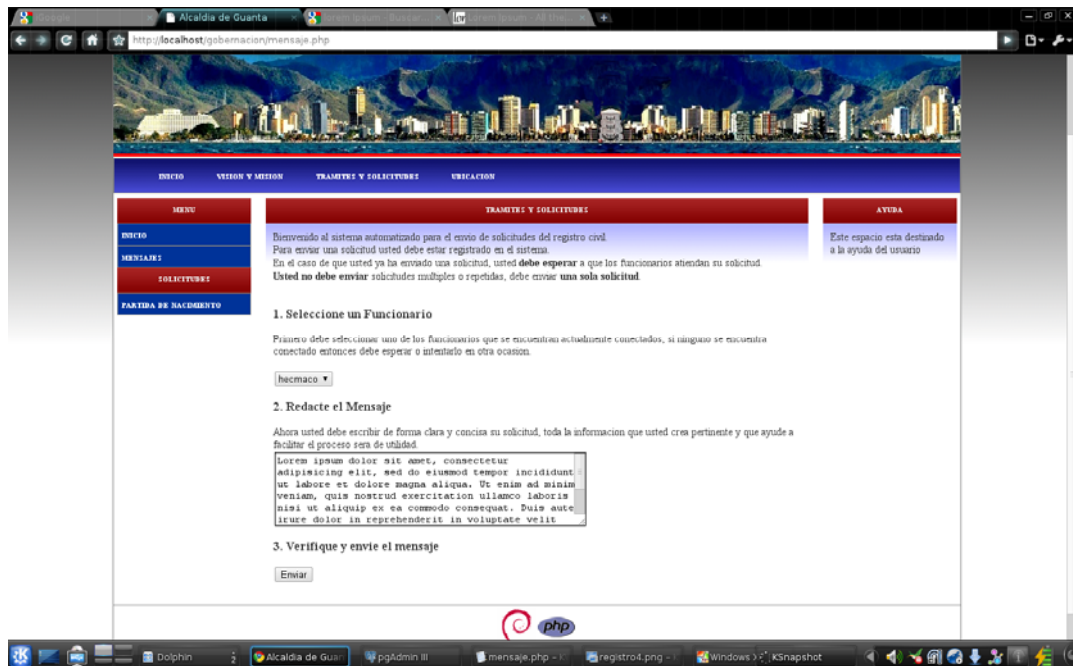 Google
Alcaldia de Guanta
Lorem Ipsum - Buscar...
Lorem Ipsum - All the
http://localhost/gobernacion/mensaje.php
INICIO
VISION Y MISION
TRAMITES Y SOLICITUDES
UBICACION
MENU
INICIO
MENSAJES
SOLICITUDES
PARTIDA DE NACIMIENTO
TRAMITES Y SOLICITUDES
Bienvenido al sistema automatizado para el envio de solicitudes del registro civil.
Para enviar una solicitud usted debe estar registrado en el sistema.
En el caso de que usted ya ha enviado una solicitud, usted debe esperar a que los funcionarios atiendan su solicitud.
Usted no debe enviar solicitudes multiples o repetidas, debe enviar una sola solicitud.
1. Seleccione un Funcionario
Primero debe seleccionar uno de los funcionarios que se encuentran actualmente conectados, si ninguno se encuentra
conectado entonces debe esperar o intentarlo en otra ocasion.
hecmaco
2. Redacte el Mensaje
Ahora usted debe escribir de forma clara y concisa su solicitud, toda la informacion que usted crea pertinente y que ayude a
facilitar el proceso sera de utilidad.
Lorem ipsum dolor sit amet, consectetur
adipisicing elit, sed do eiusmod tempor incididunt
ut labore et dolore magna aliqua. Ut enim ad minim
veniam, quis nostrud exercitation ullamco laboris
nisi ut aliquip ex ea commodo consequat. Duis aute
irure dolor in reprehenderit in voluptate velit
3. Verifique y envie el mensaje
Enviar
AYUDA
Este espacio esta destinado
a la ayuda del usuario
php
Dolphin
2
Alcaldia de Guan
pgAdmin III
mensaje.php - K
registro4.png -
Windows
KSnapshot